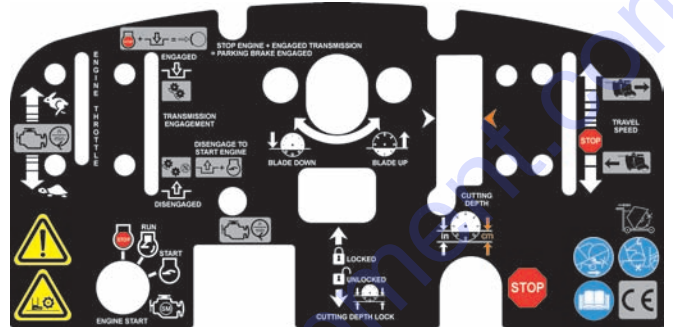 STOP
STOP ENGINE + ENGAGED TRANSMISSION
= PARKING BRAKE ENGAGED
ENGAGED
ENGINE THROTTLE
TRANSMISSION
ENGAGEMENT
DISENGAGE TO
START ENGINE
DISENGAGED
BLADE DOWN
BLADE UP
TRAVEL
SPEED
STOP
CUTTING
DEPTH
in
cm
RUN
STOP
START
ENGINE START
LOCKED
UNLOCKED
CUTTING DEPTH LOCK
STOP
CE